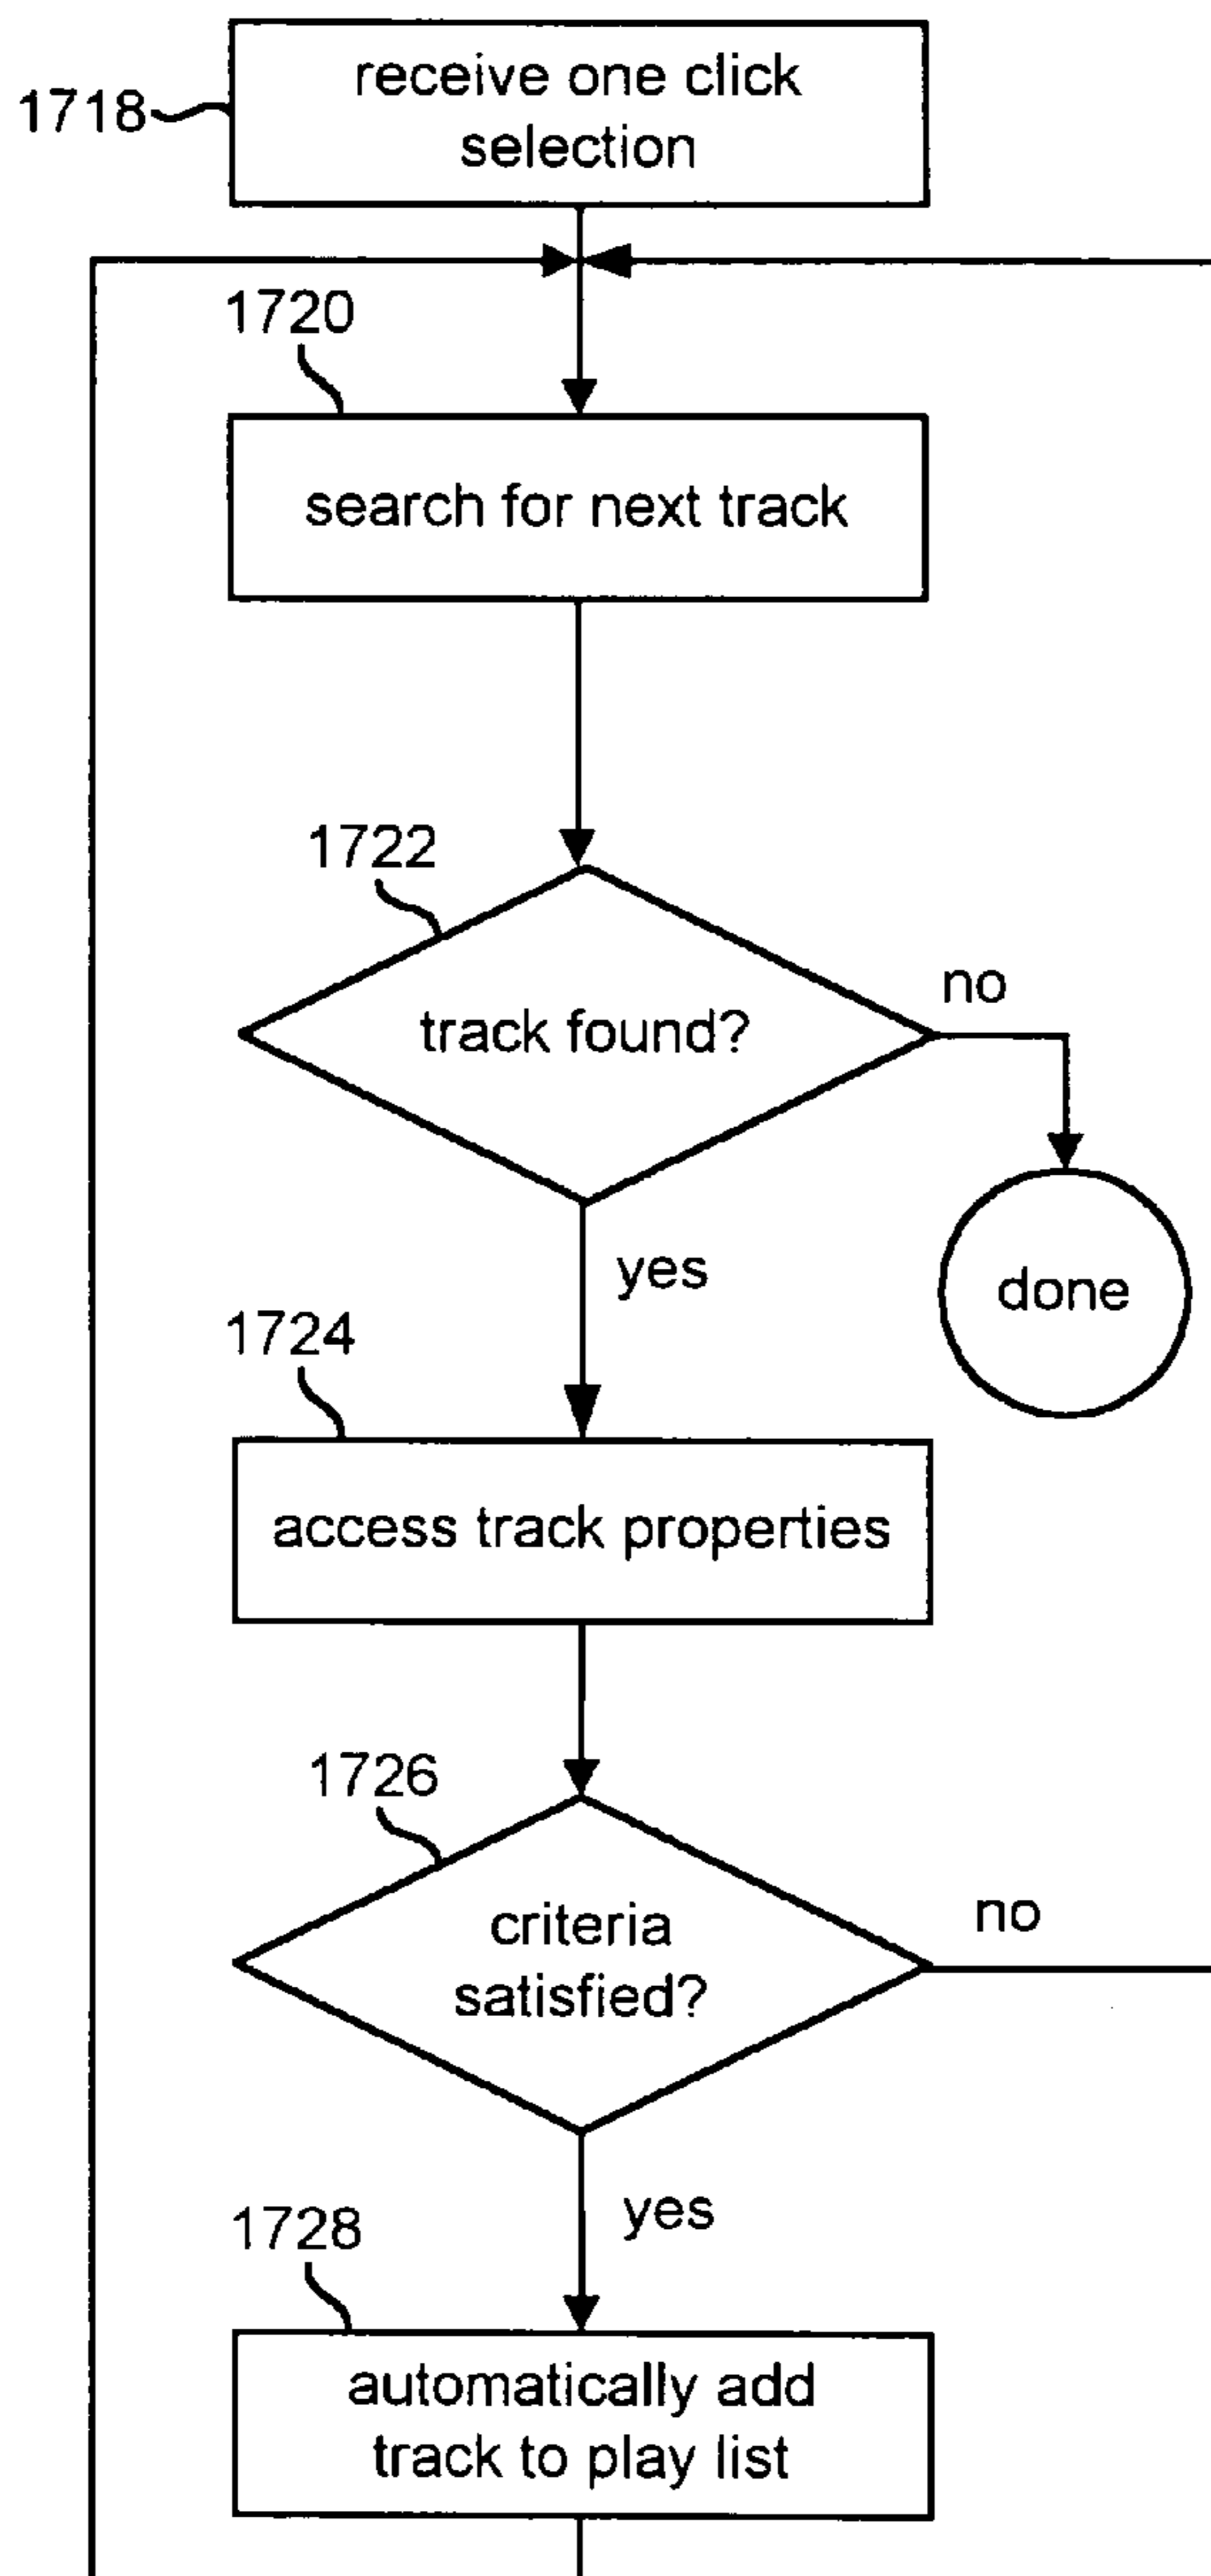 receive one click
selection
1718
1720
search for next track
1722
track found?
no
yes
done
1724
access track properties
1726
criteria
satisfied?
no
yes
1728
automatically add
track to play list